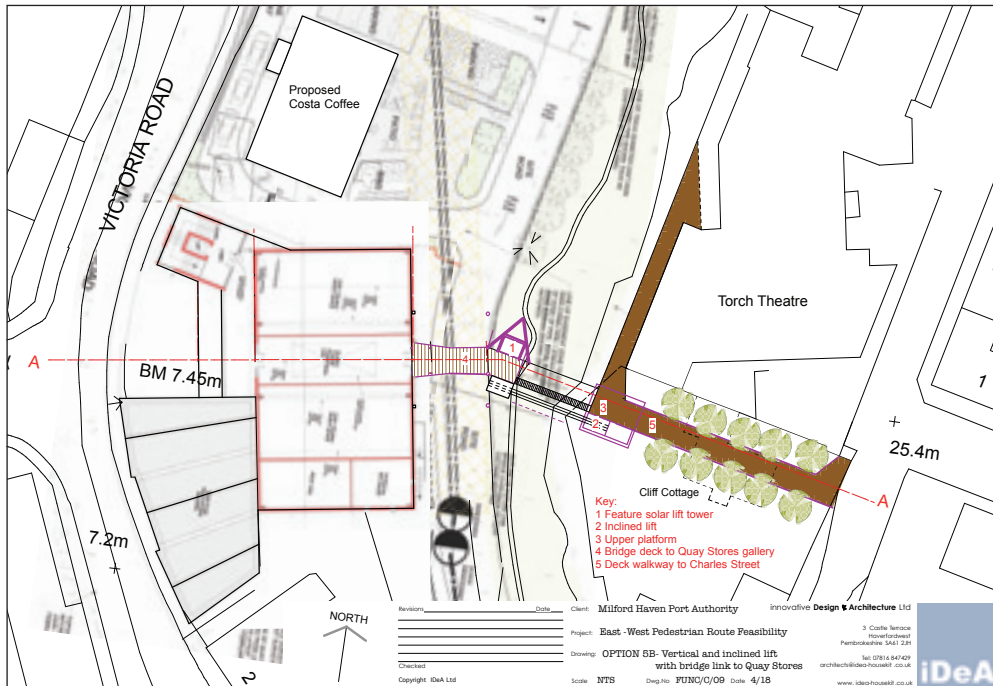 Proposed
Costa Coffee
VICTORIA ROAD
Torch Theatre
1
A
BM 7.45m
4
1
3
2
5
25.4m
A
Cliff Cottage
7.2m
Key:
1 Feature solar lift tower
2 Inclined lift
3 Upper platform
4 Bridge deck to Quay Stores gallery
5 Deck walkway to Charles Street
2
NORTH
Revisions Date
Checked
Copyright iDeA Ltd
Client: Milford Haven Port Authority
Project: East -West Pedestrian Route Feasibility
Drawing: OPTION 5B- Vertical and inclined lift
with bridge link to Quay Stores
Scale NTS Dwg.No FUNC/C/09 Date 4/18
innovative Design & Architecture Ltd
3 Castle Terrace
Haverfordwest
Pembrokeshire SA61 2JH
Tel: 07816 847429
architects@idea-housekit .co.uk
www. idea-housekit .co.uk
iDeA